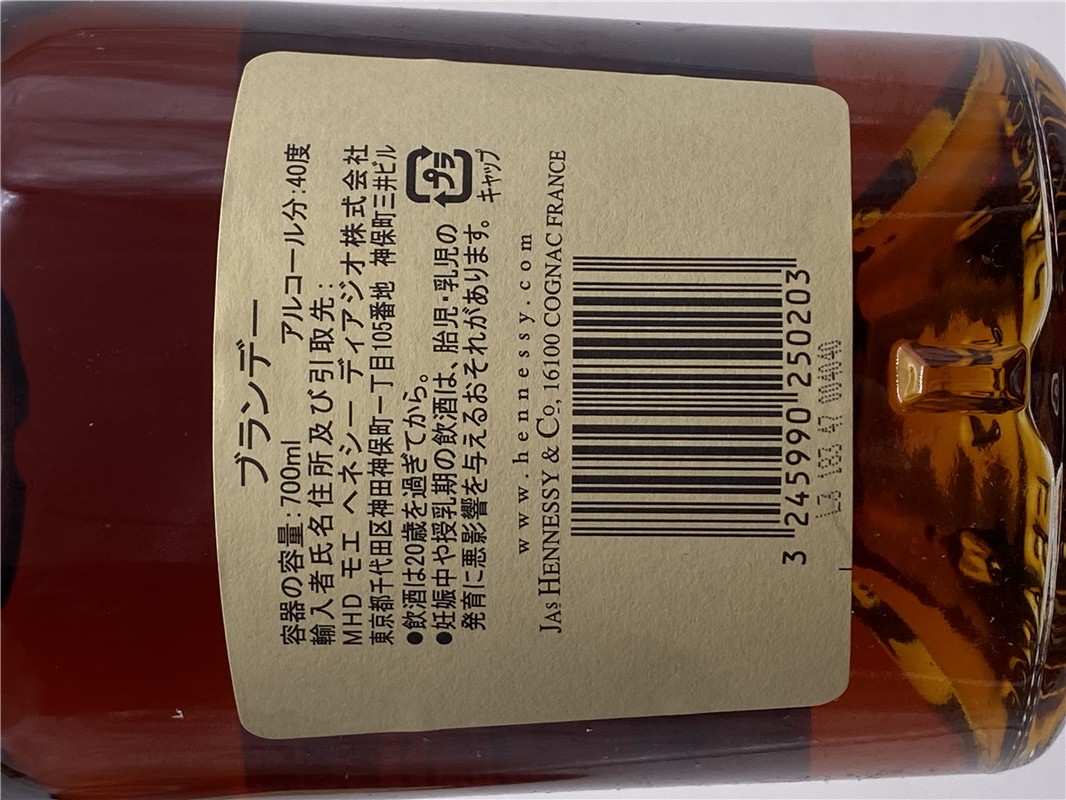 ブランデー
容器の容量:700ml アルコール分:40度
輸入者氏名住所及び引取先:
MHD モエ ヘネシー ディアジオ株式会社
東京都千代田区神田神保町一丁目105番地 神保町三井ビル
●飲酒は20歳を過ぎてから。
●妊娠中や授乳期の飲酒は、胎児・乳児の
発育に悪影響を与えるおそれがあります。
プラ
キャップ
www.hennessy.com
JAS HENNESSY & CO, 16100 COGNAC FRANCE
3 245990 250203